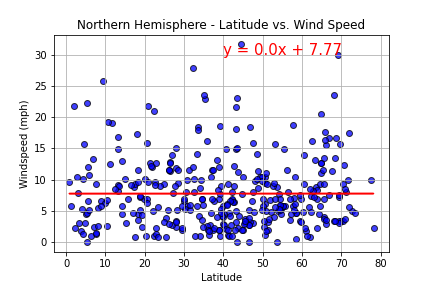 Northern Hemisphere - Latitude vs. Wind Speed
y = 0.0x + 7.77
Windspeed (mph)
30
25
20
15
10
5
0
0 10 20 30 40 50 60 70 80
Latitude